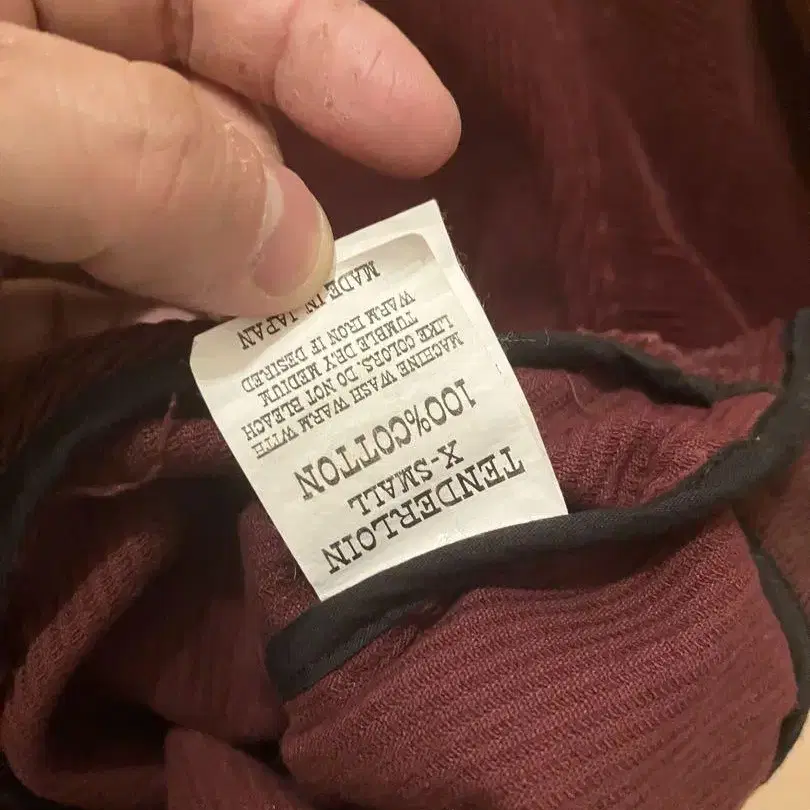 TENDERLOIN
X-SMALL
100%COTTON
MACHINE WASH WARM WITH
LIKE COLORS. DO NOT BLEACH
TUMBLE DRY MEDIUM
WARM IRON IF DESIRED
MADE IN JAPAN